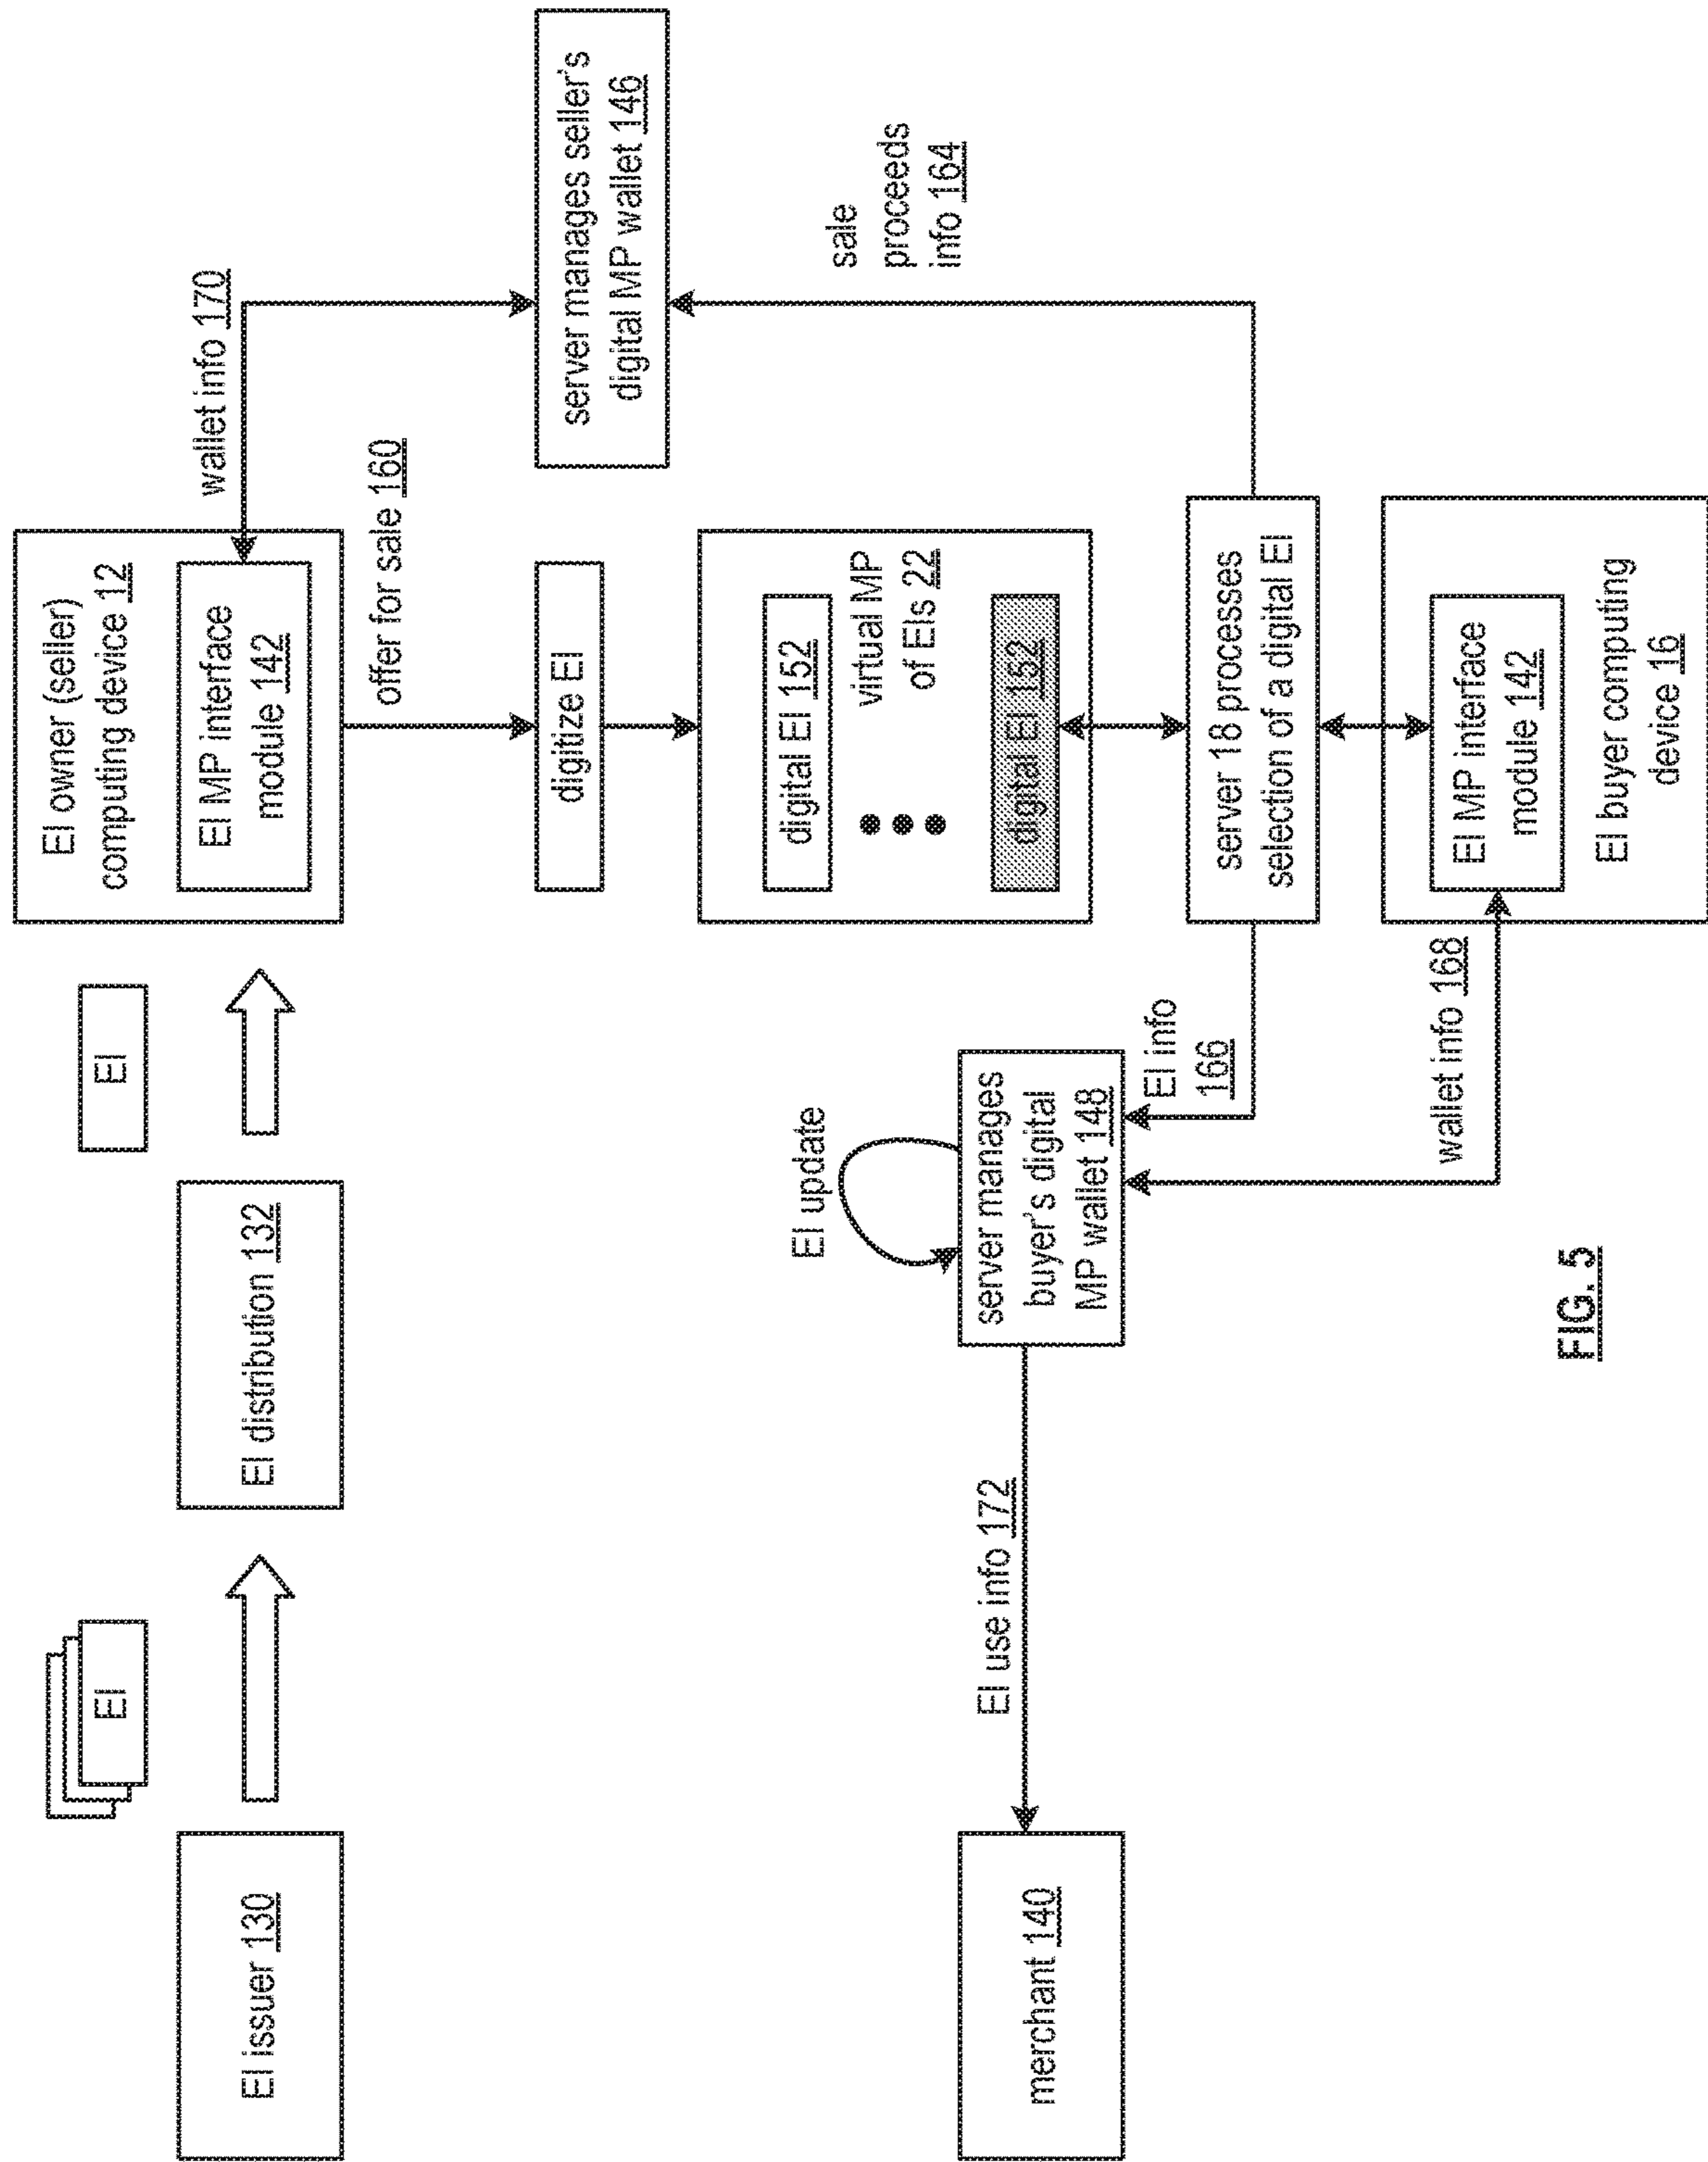 EI issuer 130
EI
EI distribution 132
EI
EI owner (seller)
computing device 12
EI MP interface
module 142
wallet info 170
offer for sale 160
digitize EI
server manages seller's
digital MP wallet 146
digital EI 152
virtual MP
of EIs 22
digital EI 152
sale
proceeds
info 164
server 18 processes
selection of a digital EI
EI info
166
EI update
server manages
buyer's digital
MP wallet 148
EI use info 172
merchant 140
wallet info 168
EI MP interface
module 142
EI buyer computing
device 16
FIG. 5